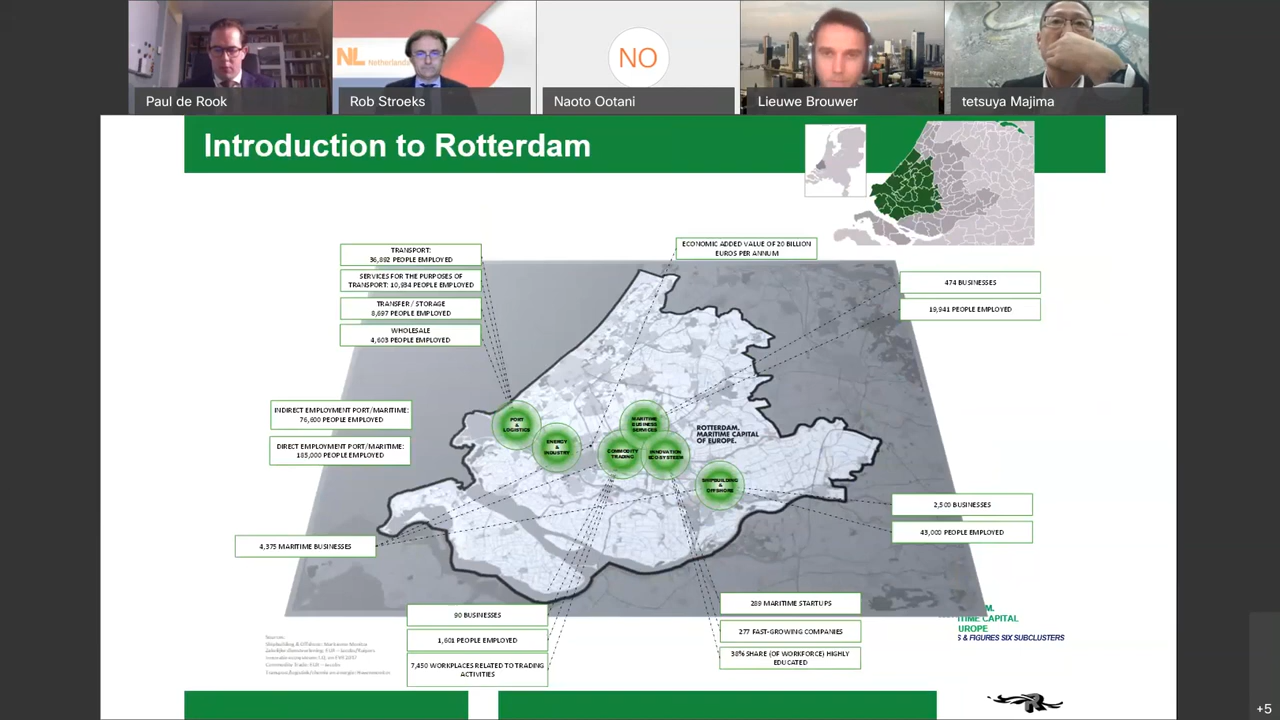 NL Netherlands
NO
Paul de Rook
Rob Stroeks
Naoto Ootani
Lieuwe Brouwer
tetsuya Majima
Introduction to Rotterdam
TRANSPORT:
36,892 PEOPLE EMPLOYED
SERVICES FOR THE PURPOSES OF
TRANSPORT: 10,934 PEOPLE EMPLOYED
TRANSFER / STORAGE
8,697 PEOPLE EMPLOYED
WHOLESALE
4,603 PEOPLE EMPLOYED
ECONOMIC ADDED VALUE OF 20 BILLION
EUROS PER ANNUM
474 BUSINESSES
19,941 PEOPLE EMPLOYED
INDIRECT EMPLOYMENT PORT/MARITIME:
76,600 PEOPLE EMPLOYED
DIRECT EMPLOYMENT PORT/MARITIME:
185,000 PEOPLE EMPLOYED
PORT
&
LOGISTICS
ENERGY
&
INDUSTRY
MARITIME
BUSINESS
SERVICES
COMMODITY
TRADING
INNOVATION
ECOSYSTEEM
SHIPBUILDING
&
OFFSHORE
ROTTERDAM.
MARITIME CAPITAL
OF EUROPE.
4,375 MARITIME BUSINESSES
2,500 BUSINESSES
43,000 PEOPLE EMPLOYED
90 BUSINESSES
1,601 PEOPLE EMPLOYED
7,450 WORKPLACES RELATED TO TRADING
ACTIVITIES
289 MARITIME STARTUPS
277 FAST-GROWING COMPANIES
38% SHARE (OF WORKFORCE) HIGHLY
EDUCATED
M.
TIME CAPITAL
UROPE
S & FIGURES SIX SUBCLUSTERS
Sources:
+5